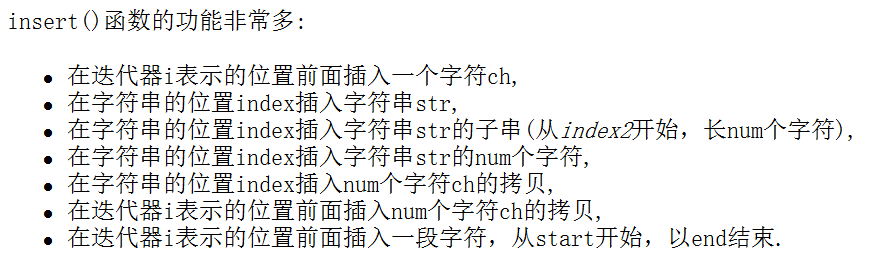 insert()函数的功能非常多:
• 在迭代器i表示的位置前面插入一个字符ch,
• 在字符串的位置index插入字符串str,
• 在字符串的位置index插入字符串str的子串(从index2开始，长num个字符),
• 在字符串的位置index插入字符串str的num个字符,
• 在字符串的位置index插入num个字符ch的拷贝,
• 在迭代器i表示的位置前面插入num个字符ch的拷贝,
• 在迭代器i表示的位置前面插入一段字符，从start开始，以end结束.